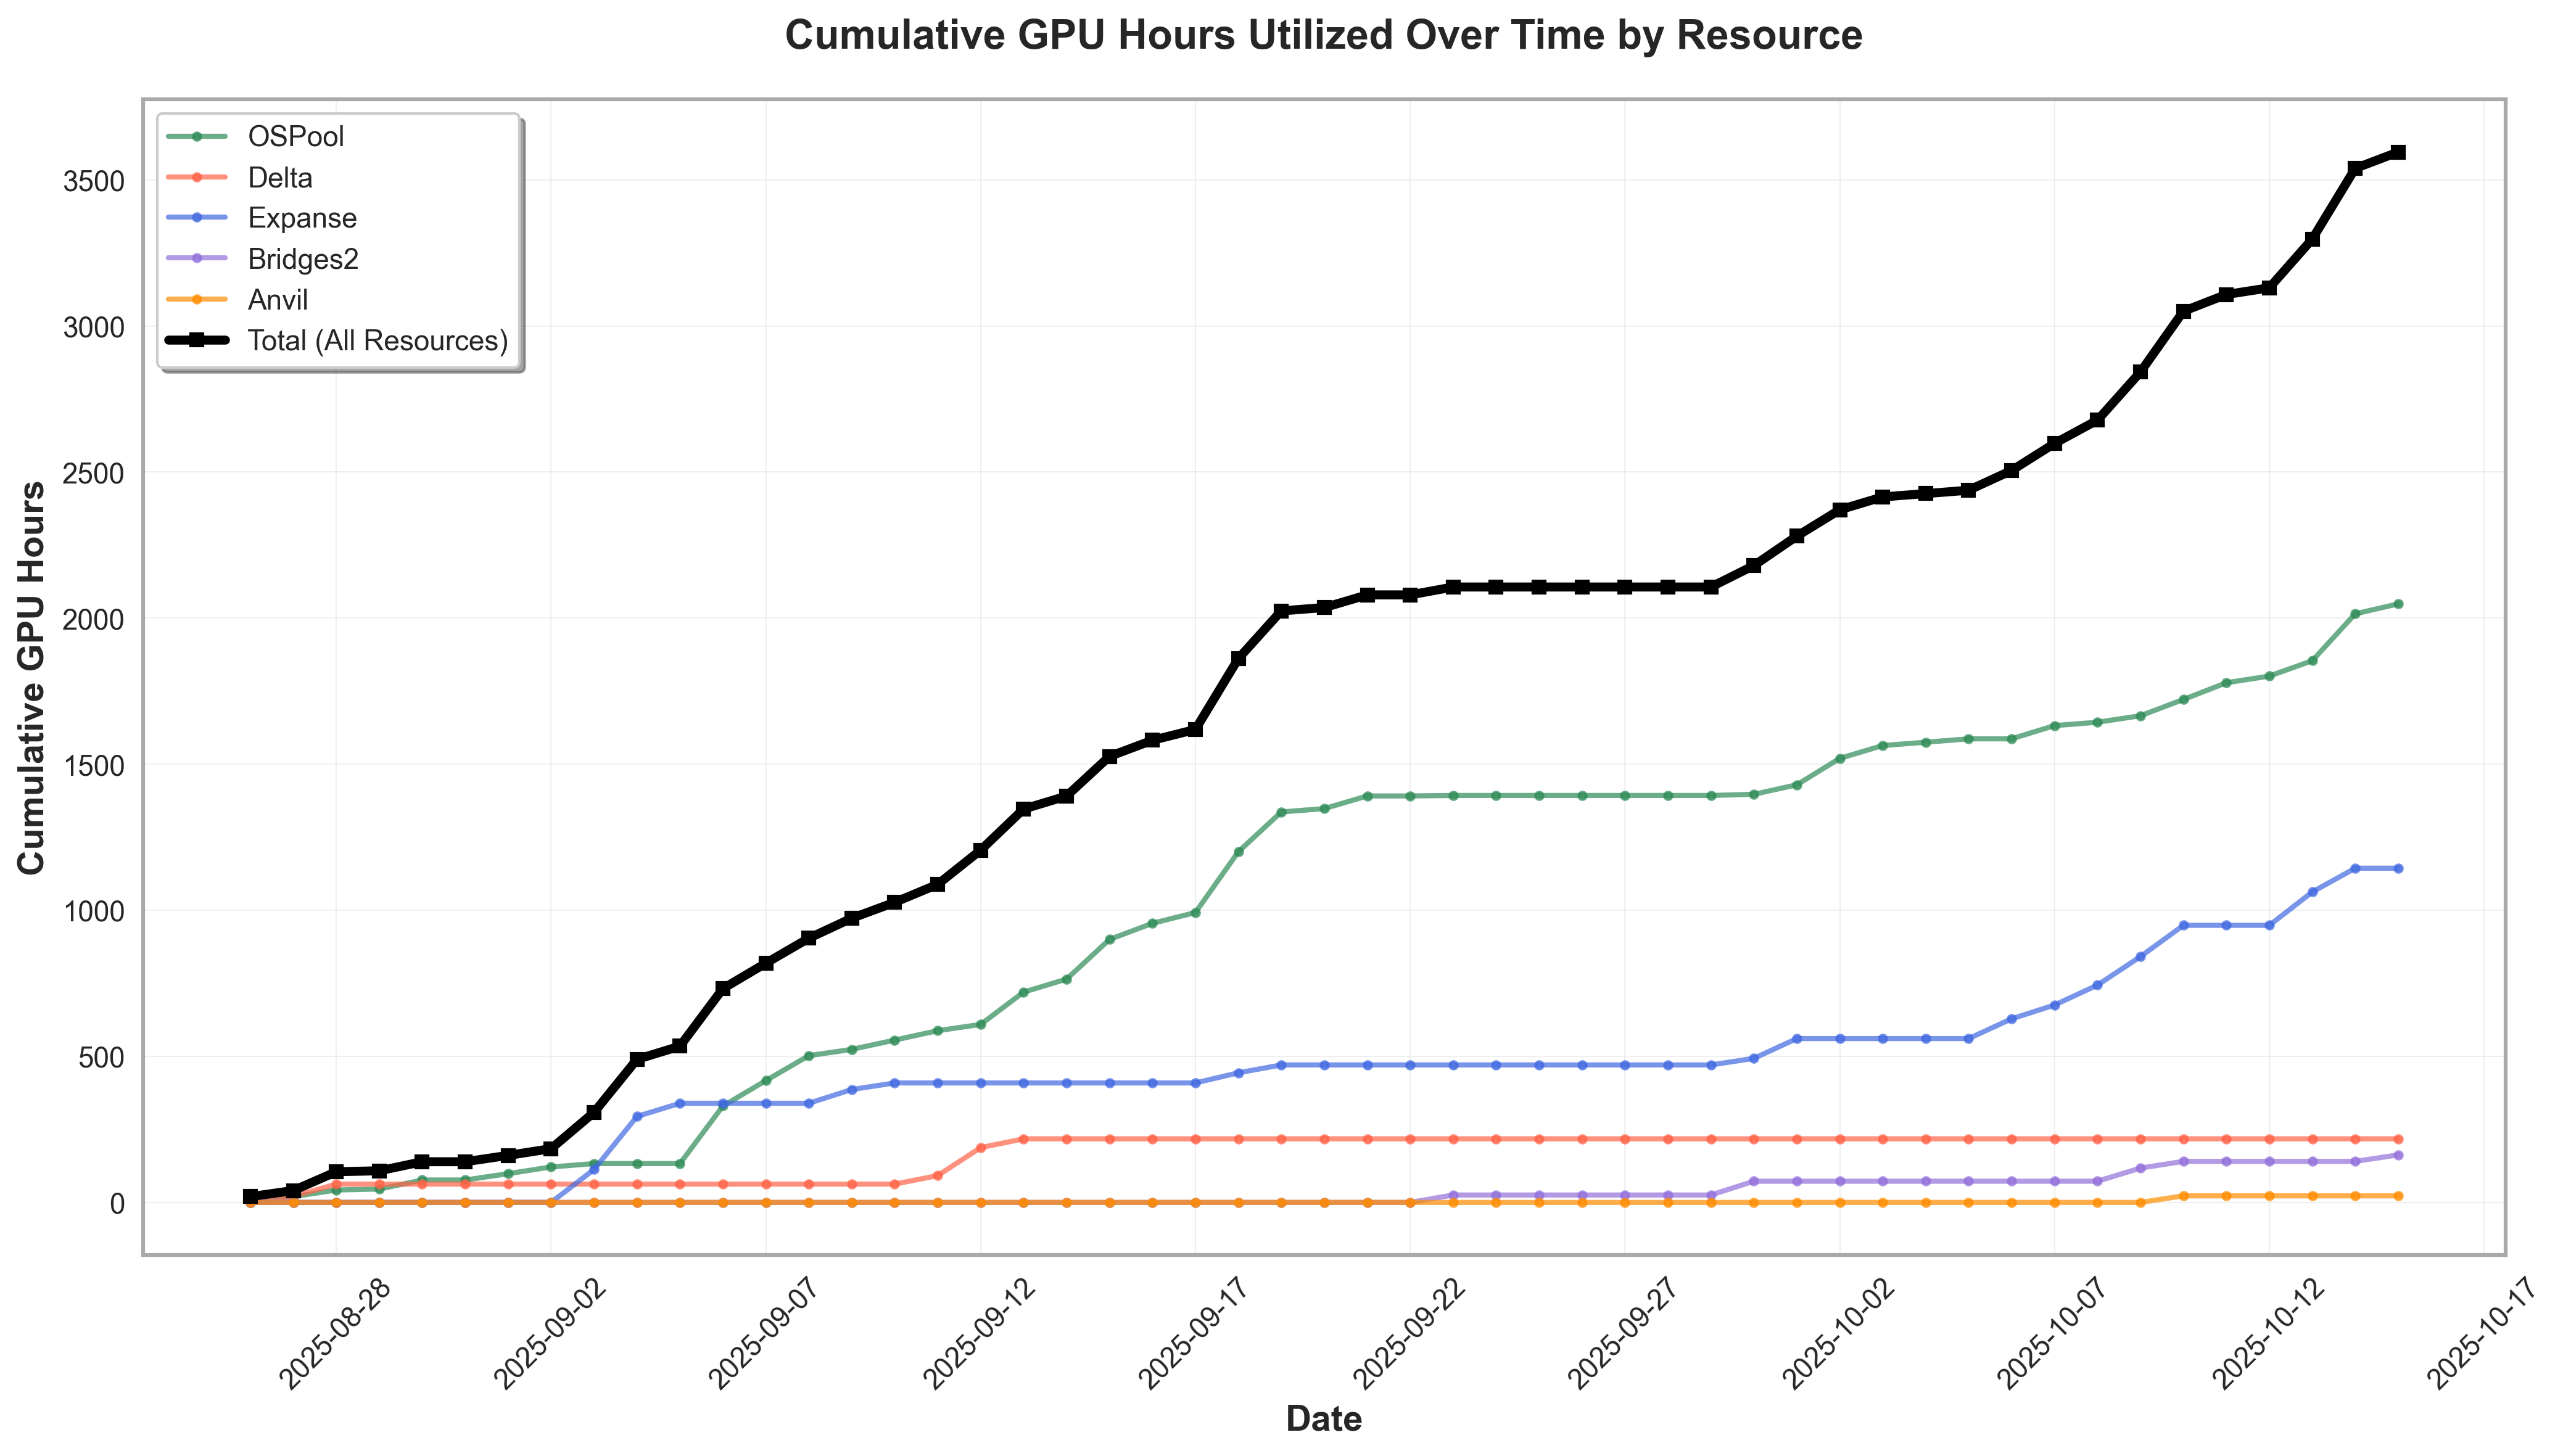 Cumulative GPU Hours Utilized Over Time by Resource
OSPool
Delta
Expanse
Bridges2
Anvil
Total (All Resources)
Cumulative GPU Hours
3500
3000
2500
2000
1500
1000
500
0
2025-08-28
2025-09-02
2025-09-07
2025-09-12
2025-09-17
2025-09-22
2025-09-27
2025-10-02
2025-10-07
2025-10-12
2025-10-17
Date